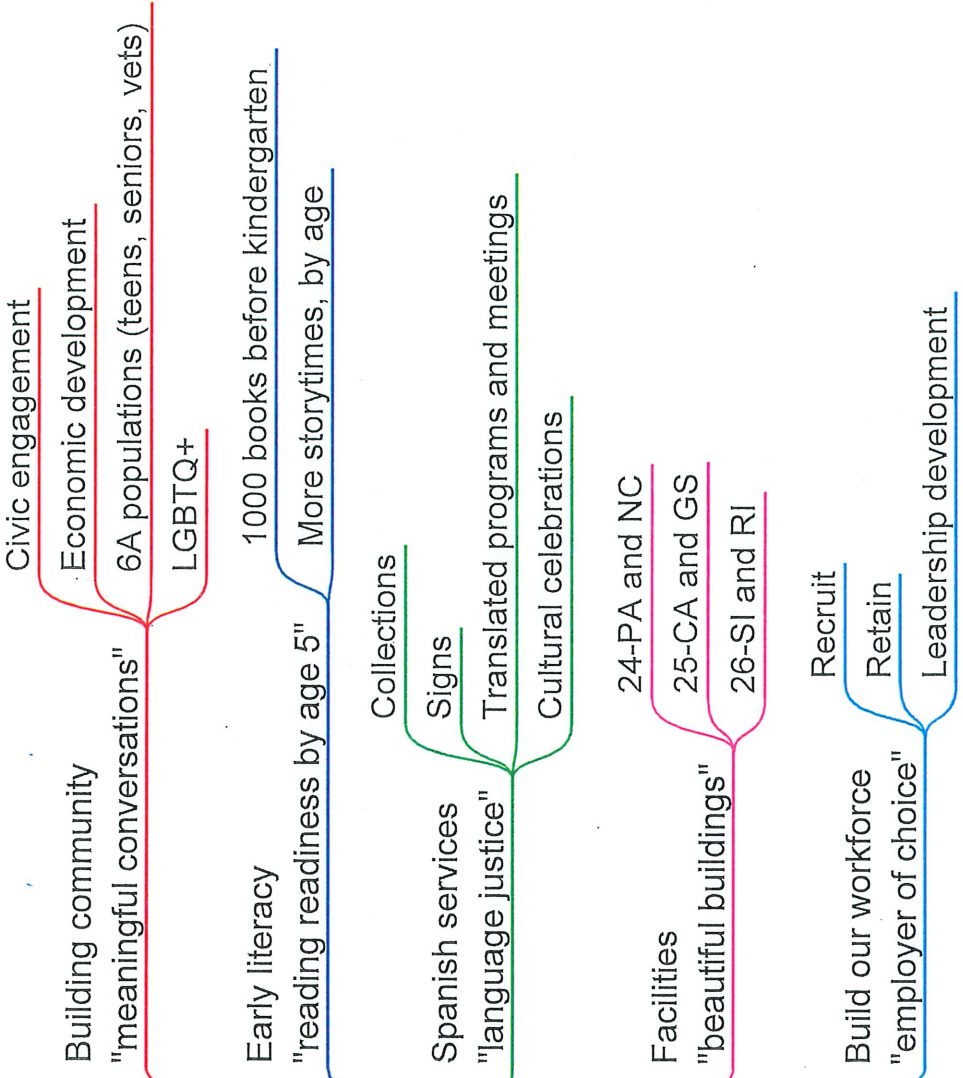 Building community
"meaningful conversations"
Civic engagement
Economic development
6A populations (teens, seniors, vets)
LGBTQ+
Early literacy
"reading readiness by age 5"
1000 books before kindergarten
More storytimes, by age
Spanish services
"language justice"
Collections
Signs
Translated programs and meetings
Cultural celebrations
Facilities
"beautiful buildings"
24-PA and NC
25-CA and GS
26-SI and RI
Build our workforce
"employer of choice"
Recruit
Retain
Leadership development